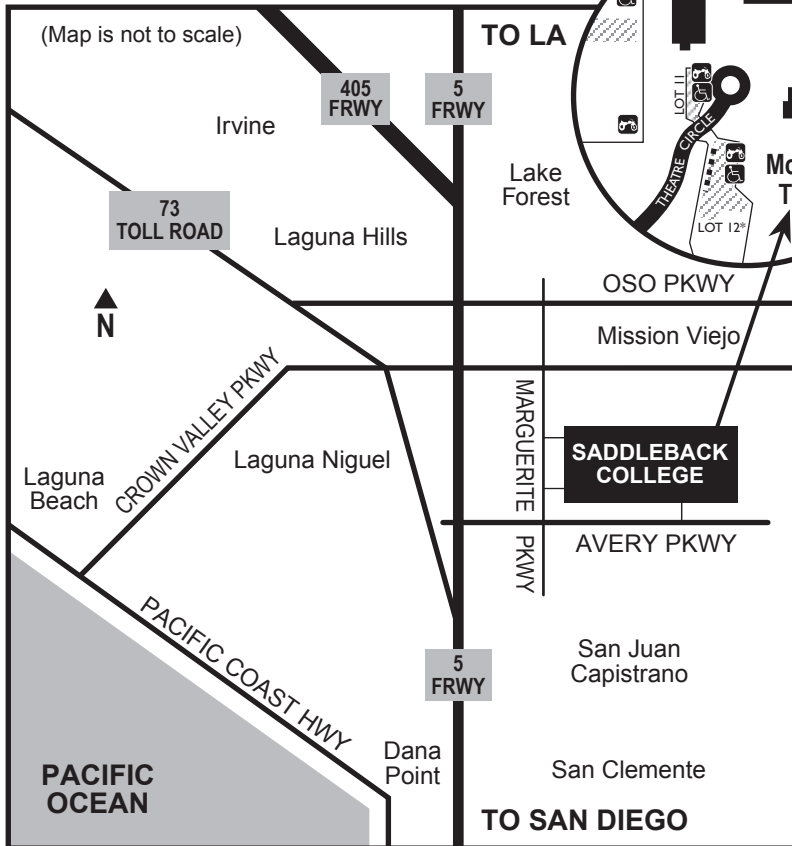 (Map is not to scale)
TO LA
405
FRWY
5
FRWY
Irvine
LOT 11
THEATRE CIRCLE
LOT 12*
Lake
Forest
73
TOLL ROAD
Laguna Hills
N
OSO PKWY
Mission Viejo
CROWN VALLEY PKWY
MARGUERITE PKWY
SADDLEBACK
COLLEGE
Laguna Niguel
Laguna
Beach
AVERY PKWY
PACIFIC COAST HWY
5
FRWY
San Juan
Capistrano
Dana
Point
San Clemente
PACIFIC
OCEAN
TO SAN DIEGO